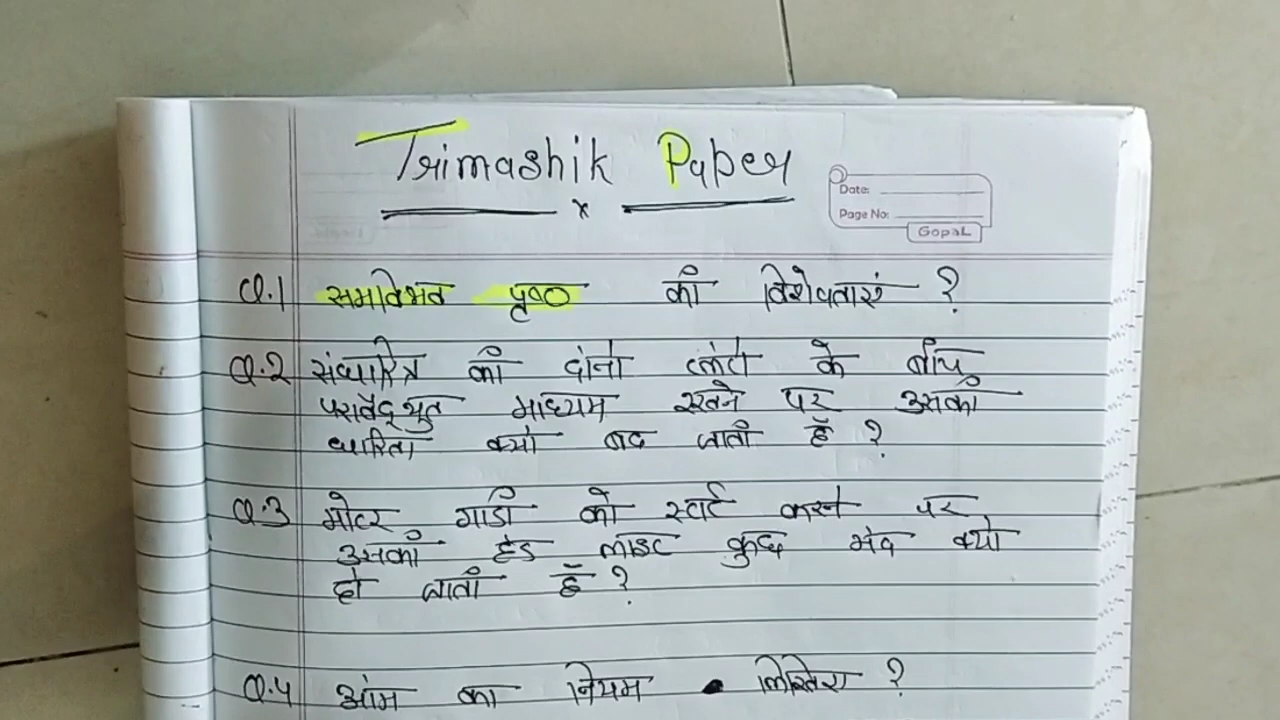 Trimashik Paper
x
Date:
Page No:
GOPAL
Q.1 समविभव पृष्ठ की विशेषताएं ?
Q.2 संधारित्र की दोनो प्लेटो के बीच
परावैद्युत माध्यम रखने पर उसकी
धारिता क्यो बढ जाती है ?
Q.3 मोटर गाडी को स्टार्ट करने पर
उसकी हेड लाइट कुछ मंद क्यो
हो जाती है ?
Q.4 ओम का नियम लिखिए ?